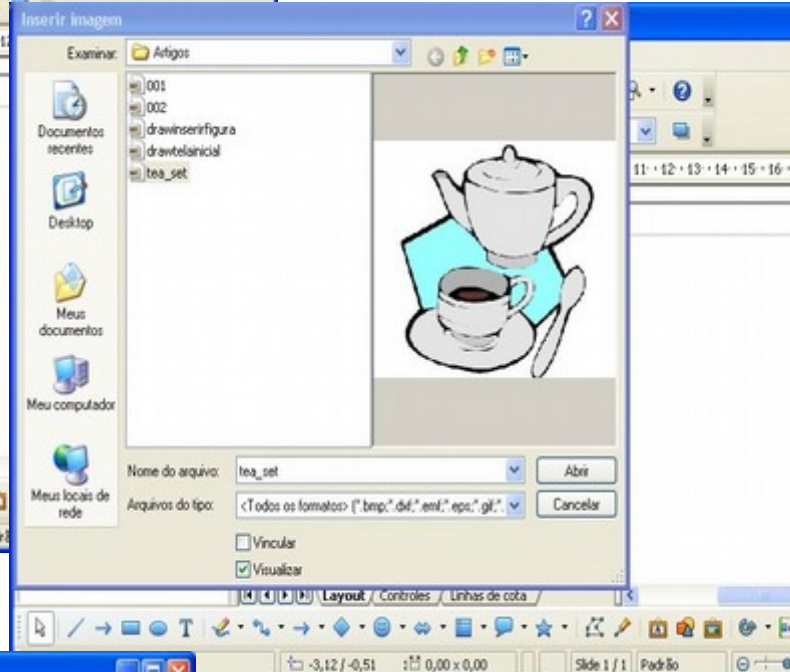 Inserir imagem
Examinar:
Artigos
001
002
drawinserirfigura
drawtelainicial
tea_set
Documentos recentes
Desktop
Meus documentos
Meu computador
Meus locais de rede
Nome do arquivo:
tea_set
Abrir
Arquivos do tipo:
<Todos os formatos> (*.bmp;*.dxf;*.emf;*.eps;*.gif;*.
Cancelar
Vincular
Visualizar
11 12 13 14 15 16
Layout / Controles / Linhas de cota
-3,12 / -0,51
0,00 x 0,00
Slide 1 / 1
Padrão